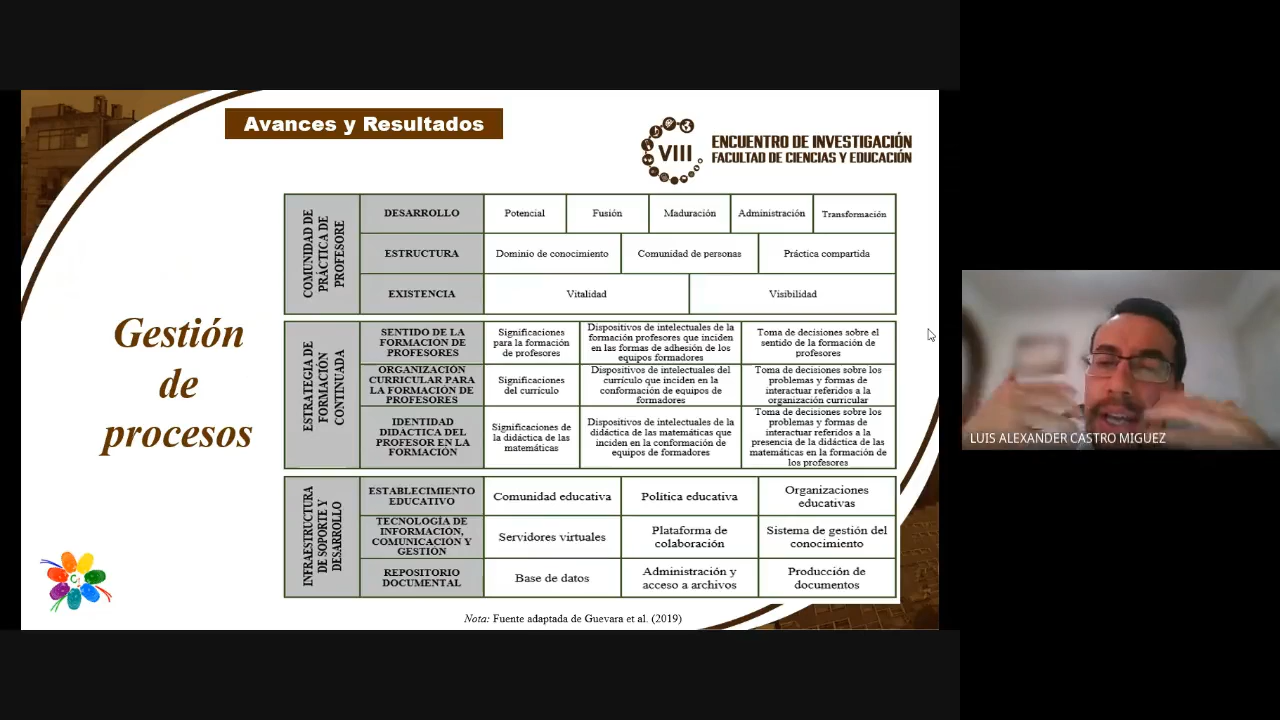 Avances y Resultados
VIII
ENCUENTRO DE INVESTIGACIÓN
FACULTAD DE CIENCIAS Y EDUCACIÓN
Gestión
de
procesos
COMUNIDAD DE
PRÁCTICA DE
PROFESORE
DESARROLLO
Potencial
Fusión
Maduración
Administración
Transformación
ESTRUCTURA
Dominio de conocimiento
Comunidad de personas
Práctica compartida
EXISTENCIA
Vitalidad
Visibilidad
ESTRATEGIA DE
FORMACIÓN
CONTINUADA
SENTIDO DE LA
FORMACIÓN DE
PROFESORES
Significaciones
para la formación
de profesores
Dispositivos de intelectuales de la
formación profesores que inciden
en las formas de adhesión de los
equipos formadores
Toma de decisiones sobre el
sentido de la formación de
profesores
ORGANIZACIÓN
CURRICULAR PARA
LA FORMACIÓN DE
PROFESORES
Significaciones
del currículo
Dispositivos de intelectuales del
currículo que inciden en la
conformación de equipos de
formadores
Toma de decisiones sobre los
problemas y formas de
interactuar referidos a la
organización curricular
IDENTIDAD
DIDACTICA DEL
PROFESOR EN LA
FORMACIÓN
Significaciones de
la didáctica de las
matemáticas
Dispositivos de intelectuales de la
didáctica de las matemáticas que
inciden en la conformación de
equipos de formadores
Toma de decisiones sobre los
problemas y formas de
interactuar referidos a la
presencia de la didáctica de las
matemáticas en la formación de
los profesores
INFRAESTRUCTURA
DE SOPORTE Y
DESARROLLO
ESTABLECIMIENTO
EDUCATIVO
Comunidad educativa
Política educativa
Organizaciones
educativas
TECNOLOGÍA DE
INFORMACIÓN,
COMUNICACIÓN Y
GESTIÓN
Servidores virtuales
Plataforma de
colaboración
Sistema de gestión del
conocimiento
REPOSITORIO
DOCUMENTAL
Base de datos
Administración y
acceso a archivos
Producción de
documentos
Nota: Fuente adaptada de Guevara et al. (2019)
LUIS ALEXANDER CASTRO MIGUEZ